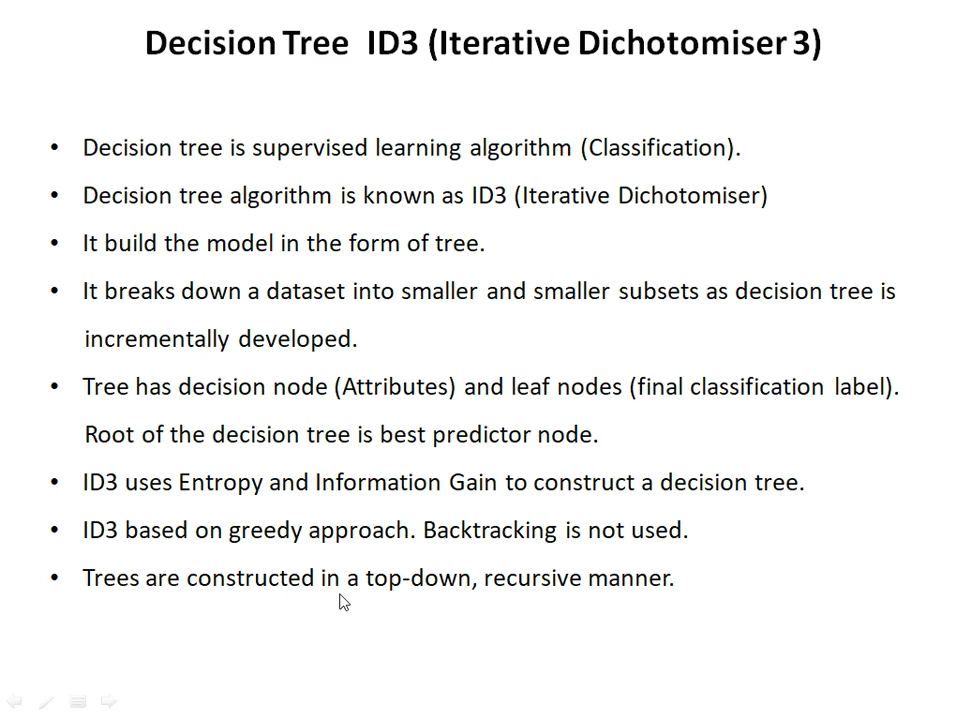 Decision Tree ID3 (Iterative Dichotomiser 3)
• Decision tree is supervised learning algorithm (Classification).
• Decision tree algorithm is known as ID3 (Iterative Dichotomiser)
• It build the model in the form of tree.
• It breaks down a dataset into smaller and smaller subsets as decision tree is
incrementally developed.
• Tree has decision node (Attributes) and leaf nodes (final classification label).
Root of the decision tree is best predictor node.
• ID3 uses Entropy and Information Gain to construct a decision tree.
• ID3 based on greedy approach. Backtracking is not used.
• Trees are constructed in a top-down, recursive manner.